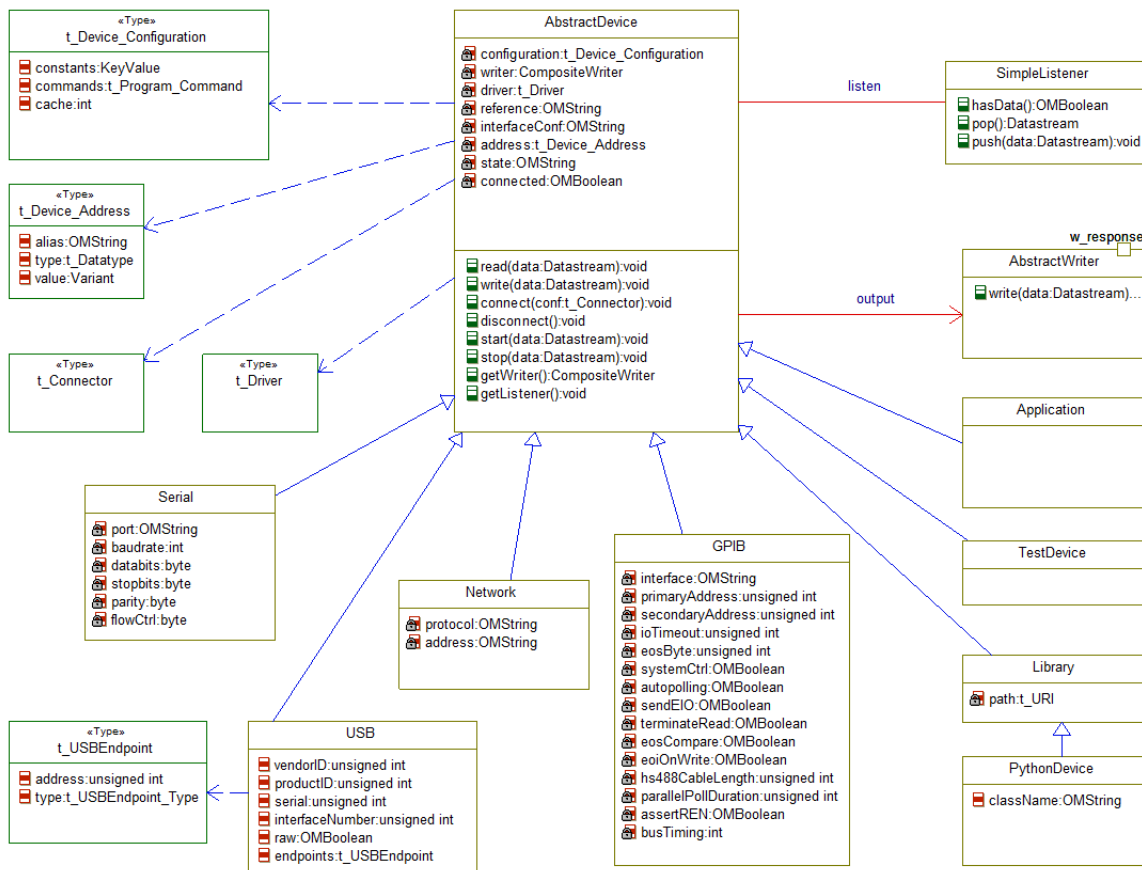 «Type»
t_Device_Configuration
constants:KeyValue
commands:t_Program_Command
cache:int
«Type»
t_Device_Address
alias:OMString
type:t_Datatype
value:Variant
«Type»
t_Connector
«Type»
t_Driver
AbstractDevice
configuration:t_Device_Configuration
writer:CompositeWriter
driver:t_Driver
reference:OMString
interfaceConf:OMString
address:t_Device_Address
state:OMString
connected:OMBoolean
read(data:Datastream):void
write(data:Datastream):void
connect(conf:t_Connector):void
disconnect():void
start(data:Datastream):void
stop(data:Datastream):void
getWriter():CompositeWriter
getListener():void
listen
SimpleListener
hasData():OMBoolean
pop():Datastream
push(data:Datastream):void
output
w_response
AbstractWriter
write(data:Datastream)...
Application
TestDevice
Library
path:t_URI
PythonDevice
className:OMString
Serial
port:OMString
baudrate:int
databits:byte
stopbits:byte
parity:byte
flowCtrl:byte
Network
protocol:OMString
address:OMString
GPIB
interface:OMString
primaryAddress:unsigned int
secondaryAddress:unsigned int
ioTimeout:unsigned int
eosByte:unsigned int
systemCtrl:OMBoolean
autopolling:OMBoolean
sendEIO:OMBoolean
terminateRead:OMBoolean
eosCompare:OMBoolean
eoiOnWrite:OMBoolean
hs488CableLength:unsigned int
parallelPollDuration:unsigned int
assertREN:OMBoolean
busTiming:int
«Type»
t_USBEndpoint
address:unsigned int
type:t_USBEndpoint_Type
USB
vendorID:unsigned int
productID:unsigned int
serial:unsigned int
interfaceNumber:unsigned int
raw:OMBoolean
endpoints:t_USBEndpoint